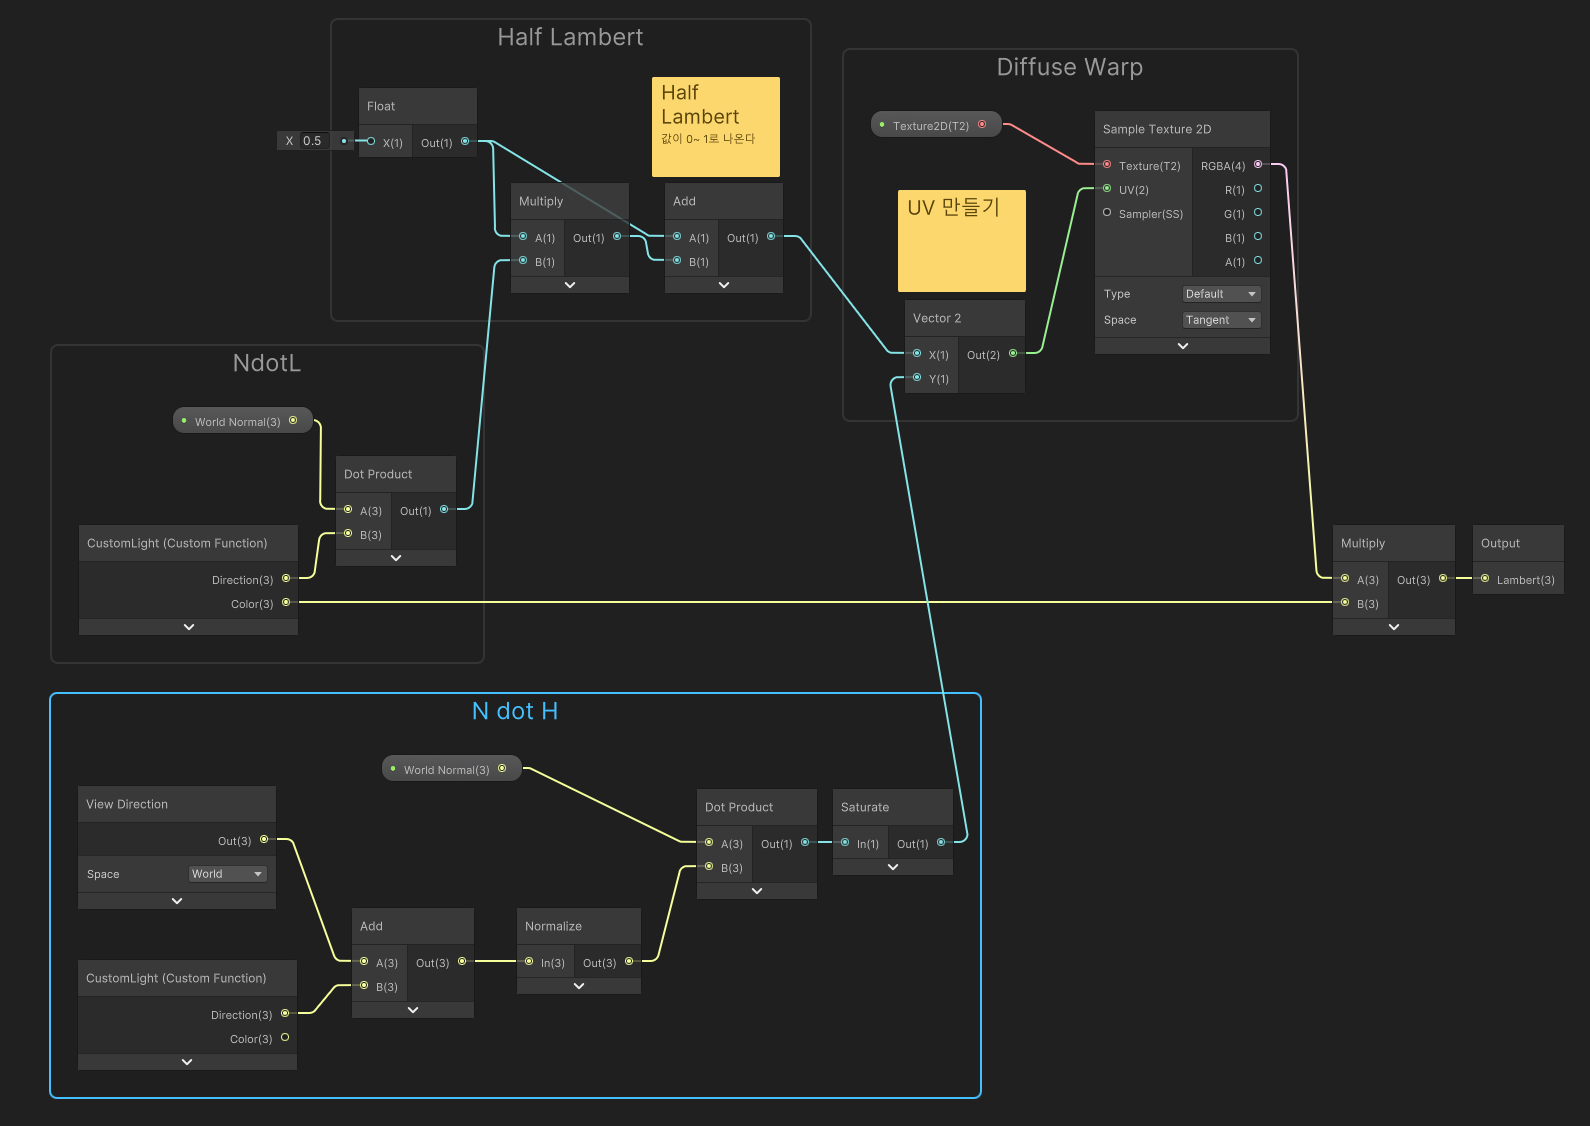 Half Lambert
Float
X 0.5
X(1) Out(1)
Half
Lambert
값이 0~ 1로 나온다
Multiply
A(1) Out(1)
B(1)
Add
A(1) Out(1)
B(1)
Diffuse Warp
Texture2D(T2)
Sample Texture 2D
Texture(T2) RGBA(4)
UV(2) R(1)
Sampler(SS) G(1)
B(1)
A(1)
Type Default
Space Tangent
UV 만들기
Vector 2
X(1) Out(2)
Y(1)
NdotL
World Normal(3)
Dot Product
A(3) Out(1)
B(3)
CustomLight (Custom Function)
Direction(3)
Color(3)
Multiply
A(3) Out(3)
B(3)
Output
Lambert(3)
N dot H
World Normal(3)
View Direction
Out(3)
Space World
Dot Product
A(3) Out(1)
B(3)
Saturate
In(1) Out(1)
Add
A(3) Out(3)
B(3)
Normalize
In(3) Out(3)
CustomLight (Custom Function)
Direction(3)
Color(3)